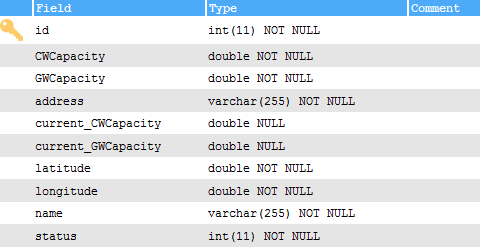 Field Type Comment
id int(11) NOT NULL
CWCapacity double NOT NULL
GWCapacity double NOT NULL
address varchar(255) NOT NULL
current_CWCapacity double NULL
current_GWCapacity double NULL
latitude double NOT NULL
longitude double NOT NULL
name varchar(255) NOT NULL
status int(11) NOT NULL